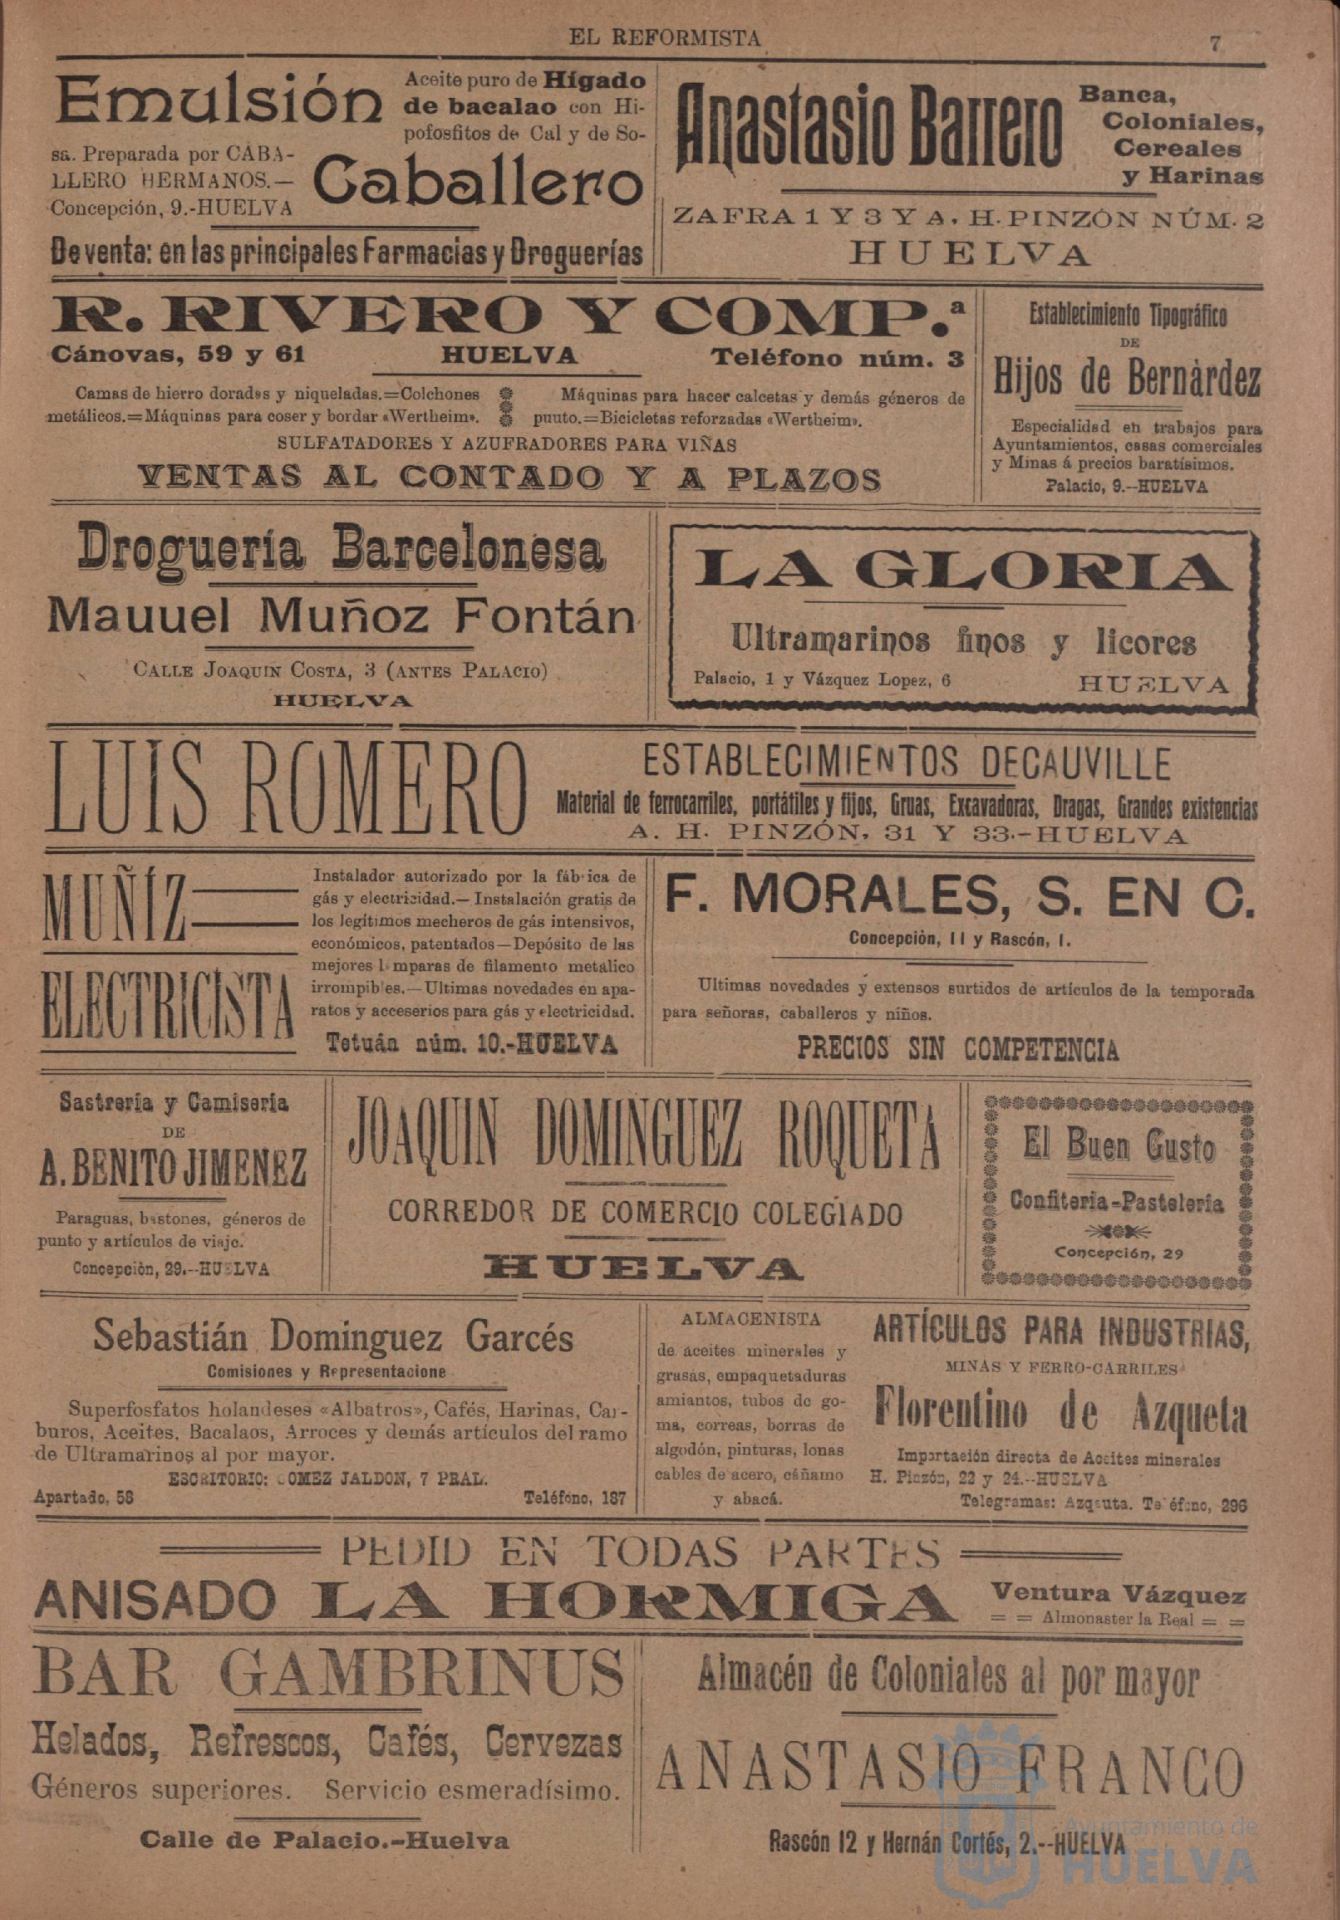 EL REFORMISTA
7
Emulsión
Aceite puro de Hígado
de bacalao con Hi-
pofosfitos de Cal y de So-
sa. Preparada por CABA-
LLERO HERMANOS.—
Concepción, 9.-HUELVA
Caballero
De venta: en las principales Farmacias y Droguerías
Anastasio Barrero
Banca,
Coloniales,
Cereales
y Harinas
ZAFRA 1 Y 3 Y A. H. PINZÓN NÚM. 2
HUELVA
R. RIVERO Y COMP.ª
Cánovas, 59 y 61 HUELVA Teléfono núm. 3
Camas de hierro doradas y niqueladas.=Colchones
metálicos.=Máquinas para coser y bordar «Wertheim».
Máquinas para hacer calcetas y demás géneros de
puuto.=Bicicletas reforzadas «Wertheim».
SULFATADORES Y AZUFRADORES PARA VIÑAS
VENTAS AL CONTADO Y A PLAZOS
Establecimiento Tipográfico
DE
Hijos de Bernàrdez
Especialidad en trabajos para
Ayuntamientos, casas comerciales
y Minas á precios baratísimos.
Palacio, 9.--HUELVA
Droguería Barcelonesa
Mauuel Muñoz Fontán
CALLE JOAQUIN COSTA, 3 (ANTES PALACIO)
HUELVA
LA GLORIA
Ultramarinos finos y licores
Palacio, 1 y Vázquez Lopez, 6 HUELVA
LUIS ROMERO
ESTABLECIMIENTOS DECAUVILLE
Material de ferrocarriles, portátiles y fijos, Gruas, Excavadoras, Dragas, Grandes existencias
A. H. PINZÓN, 31 Y 33.-HUELVA
MUÑÍZ
ELECTRICISTA
Instalador autorizado por la fábrica de
gás y electricidad.—Instalación gratis de
los legítimos mecheros de gás intensivos,
económicos, patentados—Depósito de las
mejores lámparas de filamento metalico
irrompibles.—Ultimas novedades en apa-
ratos y acceserios para gás y electricidad.
Tetuán núm. 10.-HUELVA
F. MORALES, S. EN C.
Concepciòn, 11 y Rascón, 1.
Ultimas novedades y extensos surtidos de artículos de la temporada
para señoras, caballeros y niños.
PRECIOS SIN COMPETENCIA
Sastrería y Camisería
DE
A. BENITO JIMENEZ
Paraguas, bastones, géneros de
punto y artículos de viaje.
Concepciòn, 29.--HUELVA
JOAQUIN DOMINGUEZ ROQUETA
CORREDOR DE COMERCIO COLEGIADO
HUELVA
El Buen Gusto
Confitería-Pastelería
Concepción, 29
Sebastián Dominguez Garcés
Comisiones y Representacione
Superfosfatos holandeses «Albatros», Cafés, Harinas, Car-
buros, Aceites, Bacalaos, Arroces y demás artículos del ramo
de Ultramarinos al por mayor.
ESCRITORIO: GOMEZ JALDON, 7 PRAL.
Apartado, 58 Teléfono, 187
ALMACENISTA
de aceites minerales y
grasas, empaquetaduras
amiantos, tubos de go-
ma, correas, borras de
algodón, pinturas, lonas
cables de acero, cáñamo
y abacá.
ARTÍCULOS PARA INDUSTRIAS,
MINAS Y FERRO-CARRILES
Florentino de Azqueta
Importación directa de Aceites minerales
H. Pinzón, 22 y 24.--HUELVA
Telegramas: Azqueta. Teléfono, 296
PEDID EN TODAS PARTES
ANISADO LA HORMIGA
Ventura Vázquez
= = Almonaster la Real = =
BAR GAMBRINUS
Helados, Refrescos, Cafés, Cervezas
Géneros superiores. Servicio esmeradísimo.
Calle de Palacio.-Huelva
Almacén de Coloniales al por mayor
ANASTASIO FRANCO
Rascón 12 y Hernán Cortés, 2.--HUELVA
Ayuntamiento de
HUELVA